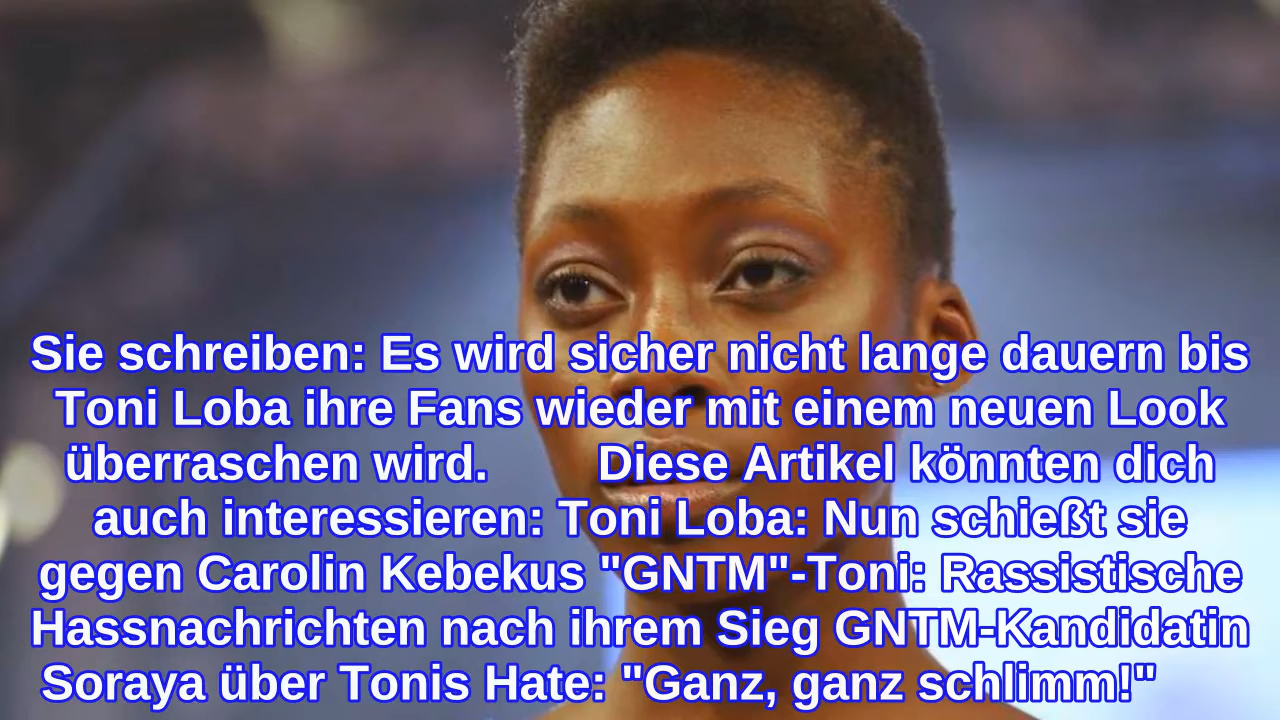 Sie schreiben: Es wird sicher nicht lange dauern bis
Toni Loba ihre Fans wieder mit einem neuen Look
überraschen wird. Diese Artikel könnten dich
auch interessieren: Toni Loba: Nun schießt sie
gegen Carolin Kebekus "GNTM"-Toni: Rassistische
Hassnachrichten nach ihrem Sieg GNTM-Kandidatin
Soraya über Tonis Hate: "Ganz, ganz schlimm!"